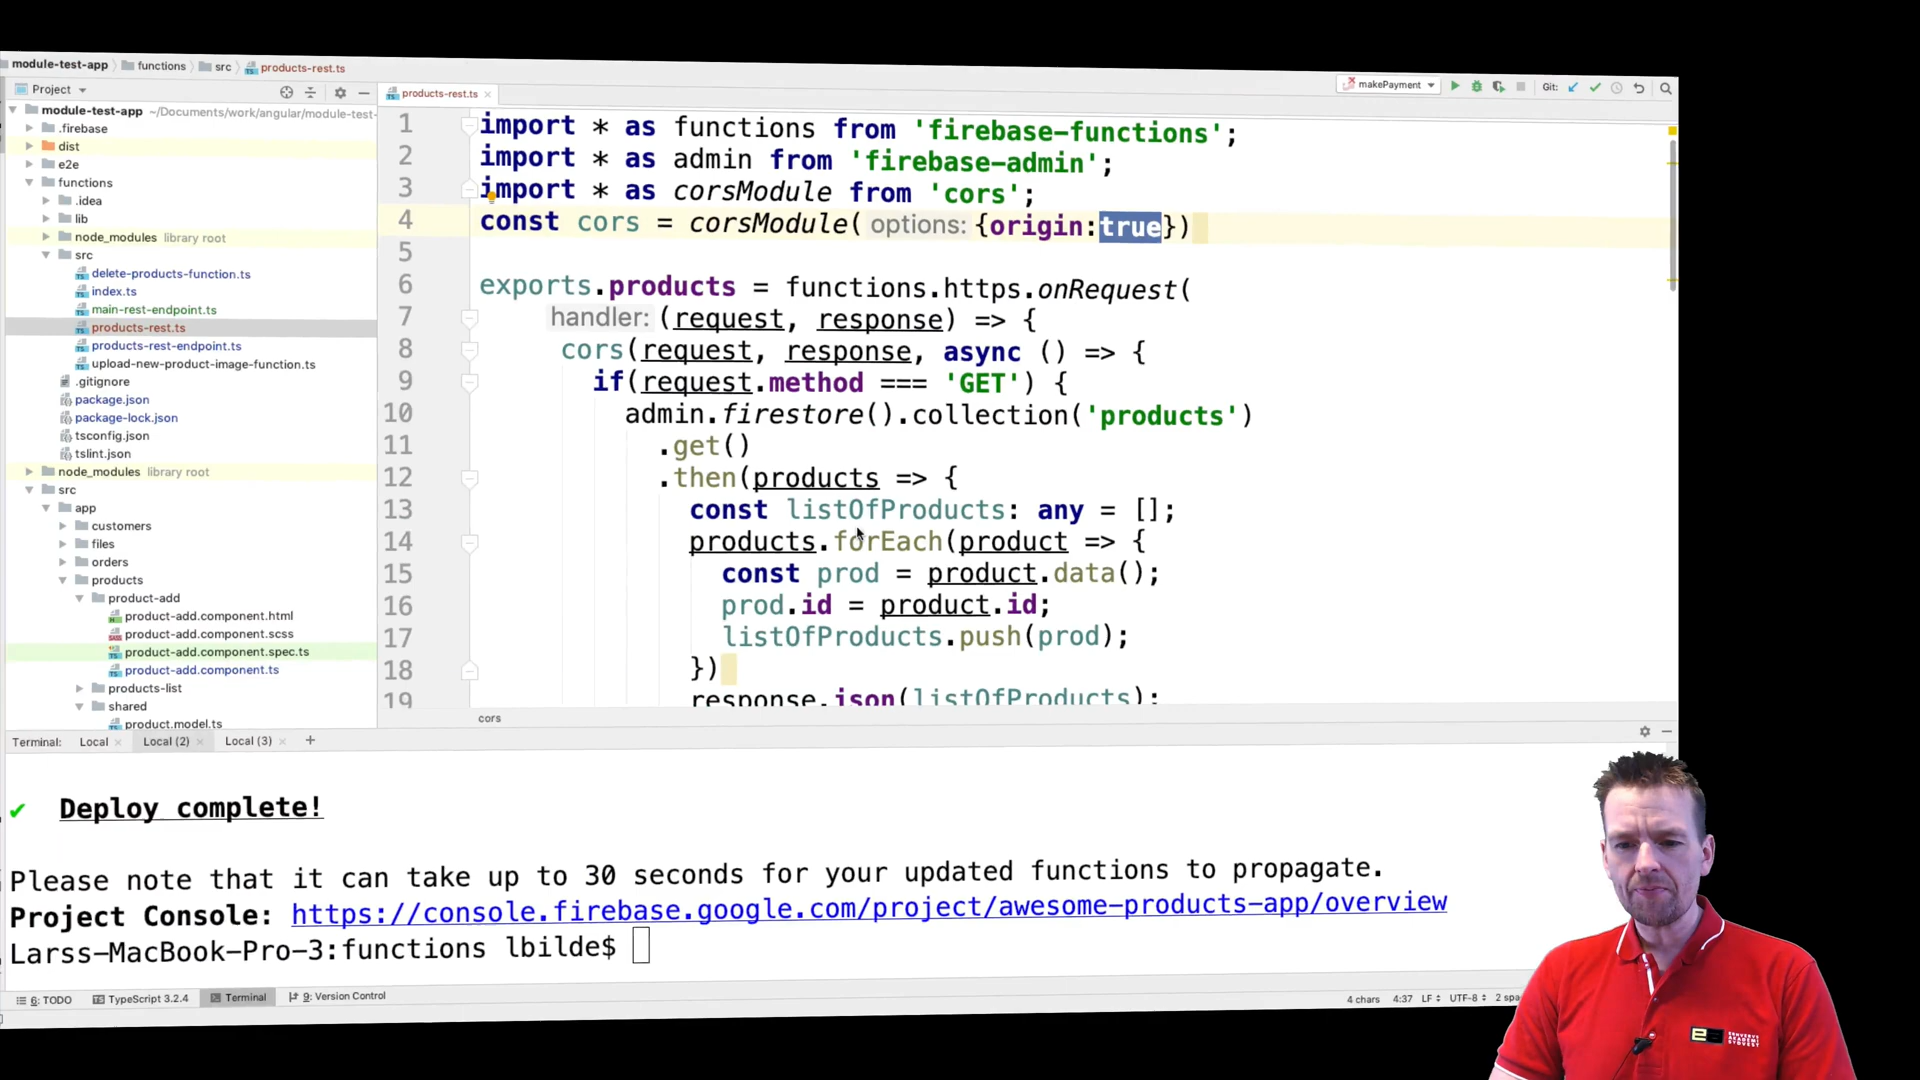 module-test-app functions src products-rest.ts
makePayment Git:
Project
products-rest.ts
module-test-app ~/Documents/work/angular/module-test-
.firebase
dist
e2e
functions
.idea
lib
node_modules library root
src
delete-products-function.ts
index.ts
main-rest-endpoint.ts
products-rest.ts
products-rest-endpoint.ts
upload-new-product-image-function.ts
.gitignore
package.json
package-lock.json
tsconfig.json
tslint.json
node_modules library root
src
app
customers
files
orders
products
product-add
product-add.component.html
product-add.component.scss
product-add.component.spec.ts
product-add.component.ts
products-list
shared
product.model.ts
1 import * as functions from 'firebase-functions';
2 import * as admin from 'firebase-admin';
3 import * as corsModule from 'cors';
4 const cors = corsModule( options: {origin:true})
5
6 exports.products = functions.https.onRequest(
7 handler: (request, response) => {
8 cors(request, response, async () => {
9 if(request.method === 'GET') {
10 admin.firestore().collection('products')
11 .get()
12 .then(products => {
13 const listOfProducts: any = [];
14 products.forEach(product => {
15 const prod = product.data();
16 prod.id = product.id;
17 listOfProducts.push(prod);
18 })
19 response.json(listOfProducts);
cors
Terminal: Local × Local (2) × Local (3) × +
✔ Deploy complete!
Please note that it can take up to 30 seconds for your updated functions to propagate.
Project Console: https://console.firebase.google.com/project/awesome-products-app/overview
Larss-MacBook-Pro-3:functions lbilde$
6: TODO TypeScript 3.2.4 Terminal 9: Version Control
4 chars 4:37 LF UTF-8 2 spa